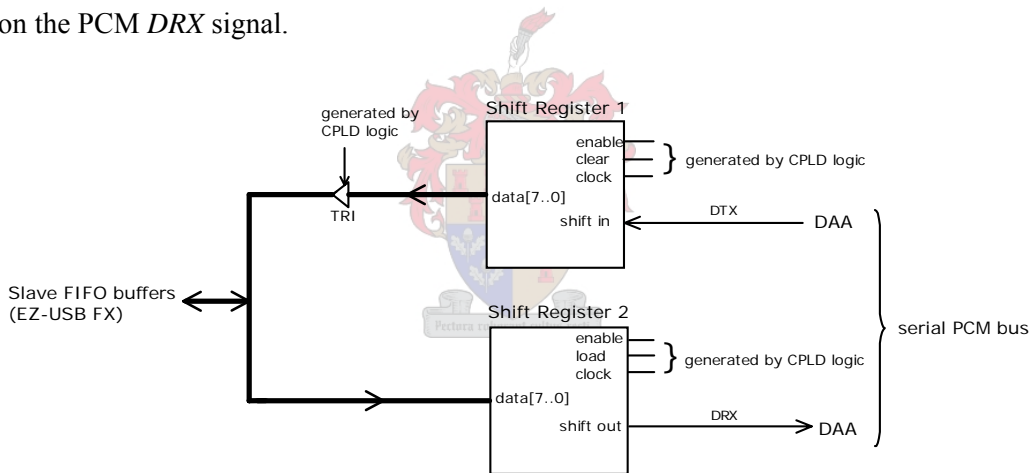 on the PCM DRX signal.
generated by
CPLD logic
TRI
Shift Register 1
enable
clear
clock
generated by CPLD logic
data[7..0]
shift in
DTX
DAA
Slave FIFO buffers
(EZ-USB FX)
serial PCM bus
Shift Register 2
enable
load
clock
generated by CPLD logic
data[7..0]
shift out
DRX
DAA
Pectora